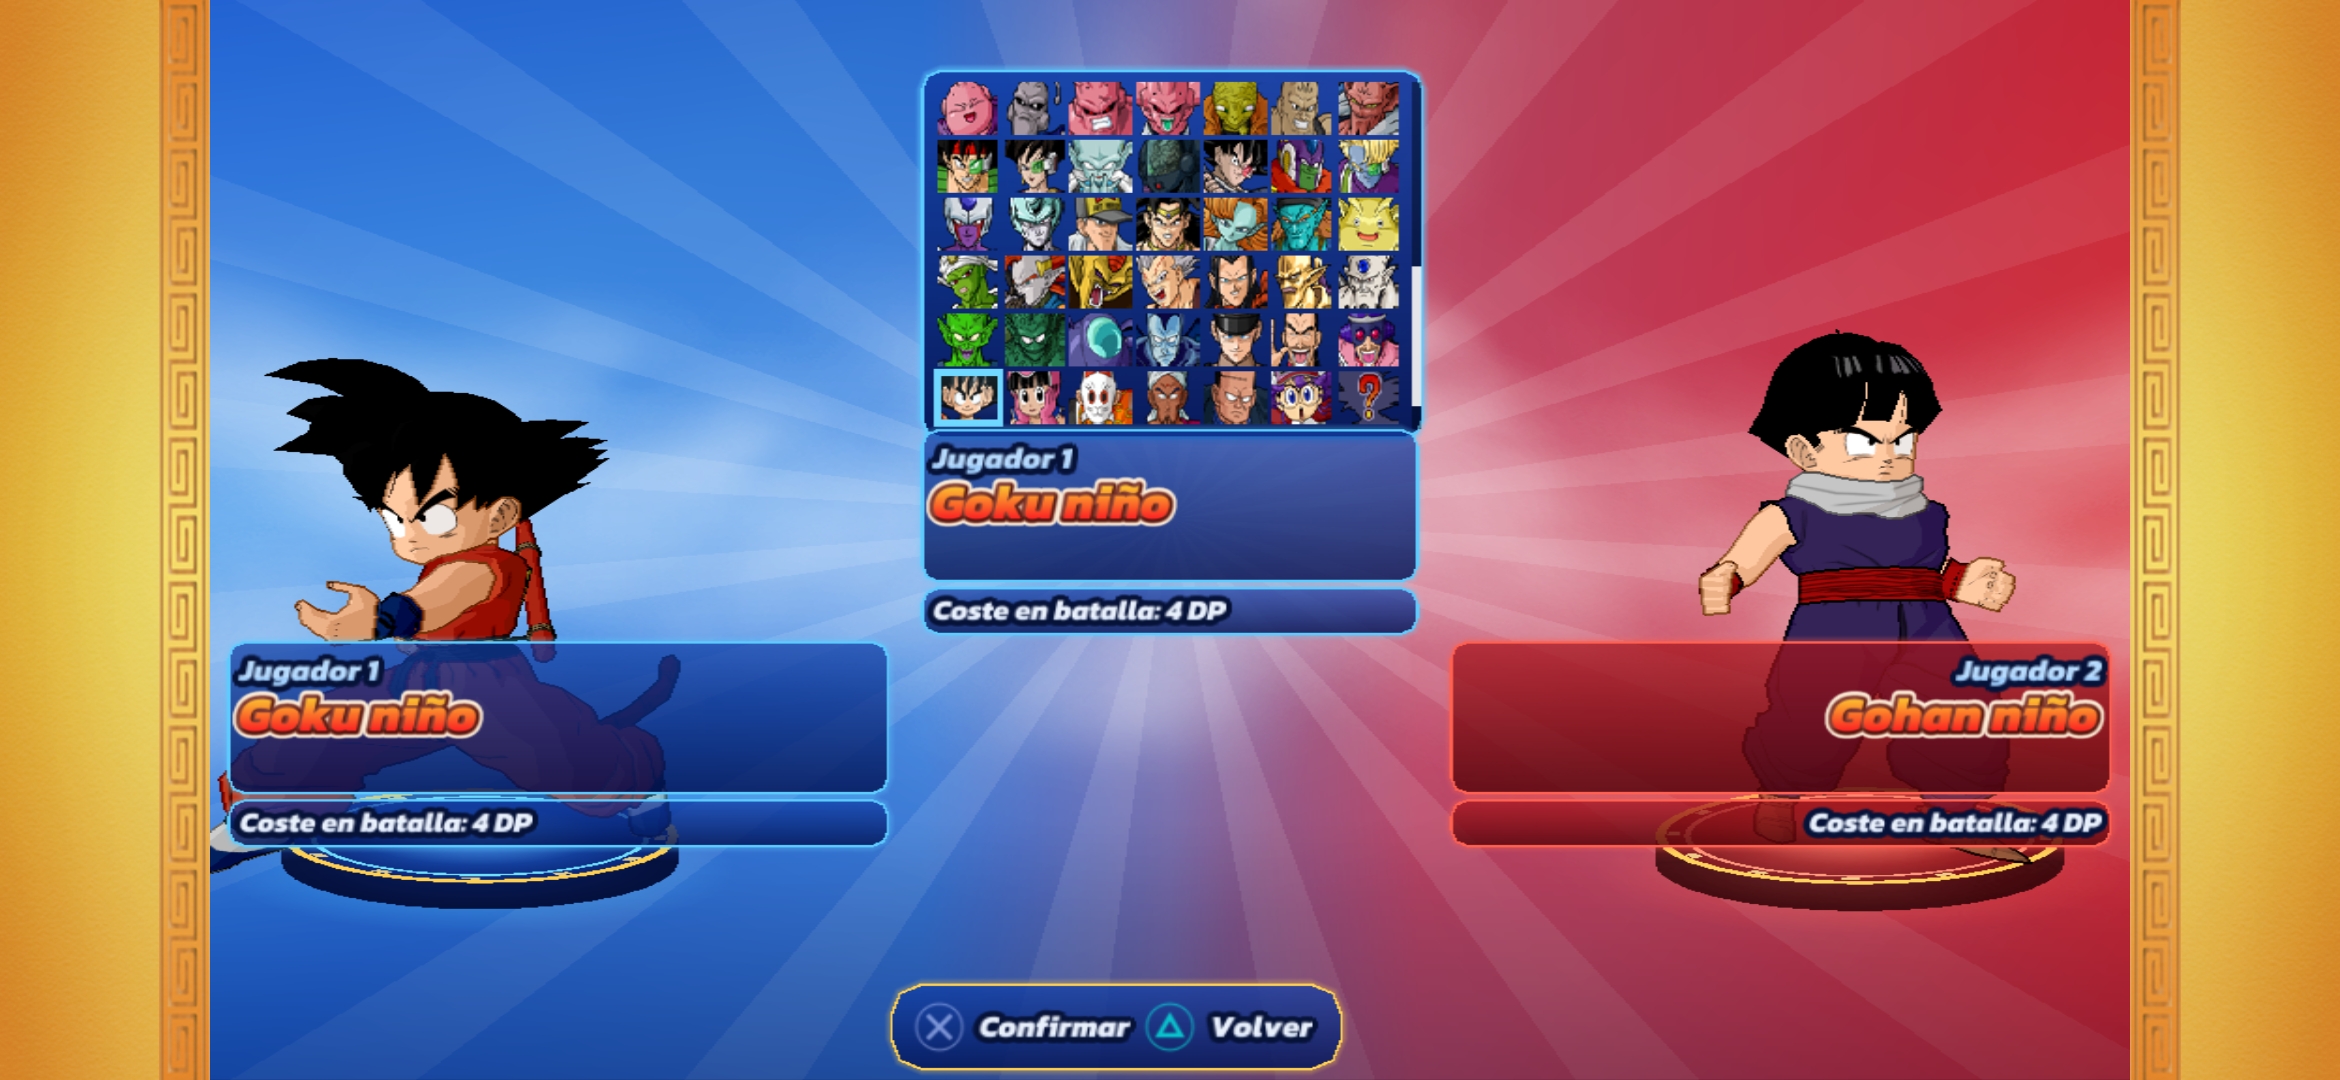 Jugador 1
Goku niño
Coste en batalla: 4 DP
Jugador 1
Goku niño
Coste en batalla: 4 DP
Jugador 2
Gohan niño
Coste en batalla: 4 DP
?
Confirmar Volver